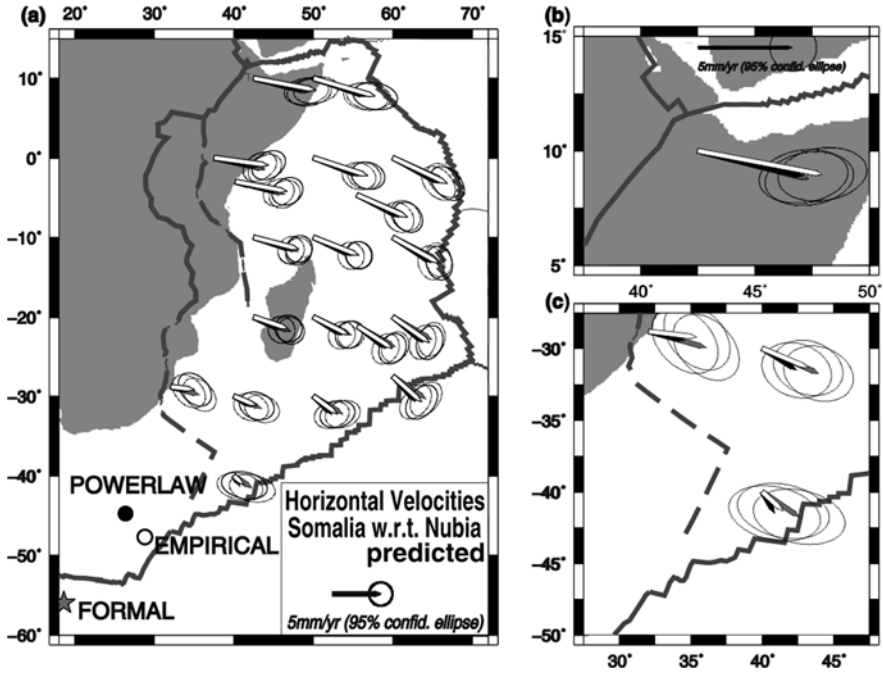 (a)
20° 30° 40° 50° 60° 70°
10°
0°
−10°
−20°
−30°
−40°
−50°
−60°
POWERLAW
EMPIRICAL
FORMAL
Horizontal Velocities
Somalia w.r.t. Nubia
predicted
5mm/yr (95% confid. ellipse)
(b)
15°
10°
5°
5mm/yr (95% confid. ellipse)
40° 45° 50°
(c)
−30°
−35°
−40°
−45°
−50°
30° 35° 40° 45°